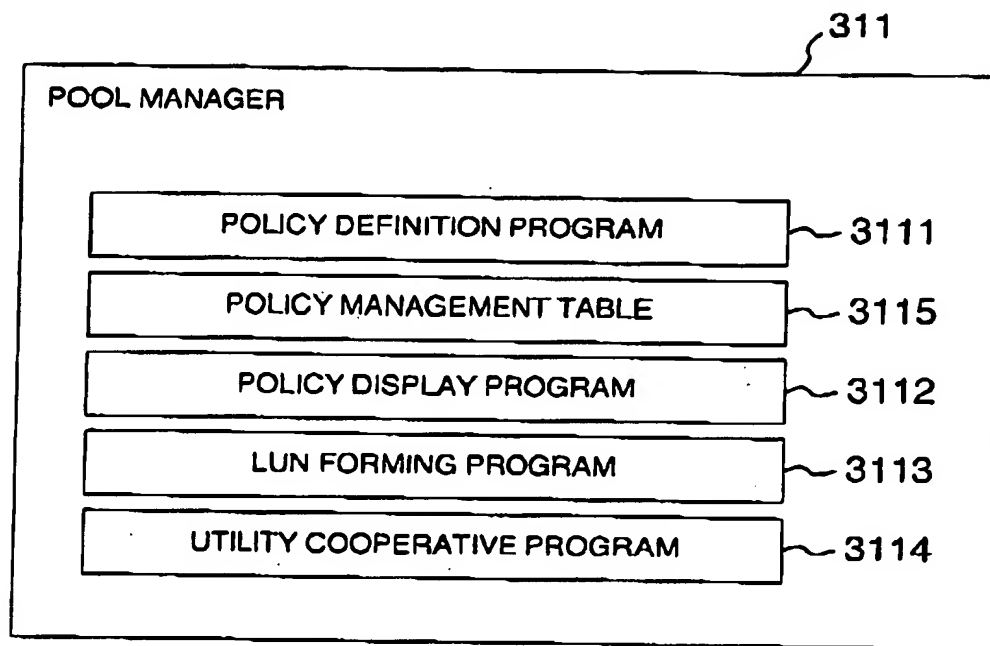 311
POOL MANAGER
POLICY DEFINITION PROGRAM 3111
POLICY MANAGEMENT TABLE 3115
POLICY DISPLAY PROGRAM 3112
LUN FORMING PROGRAM 3113
UTILITY COOPERATIVE PROGRAM 3114